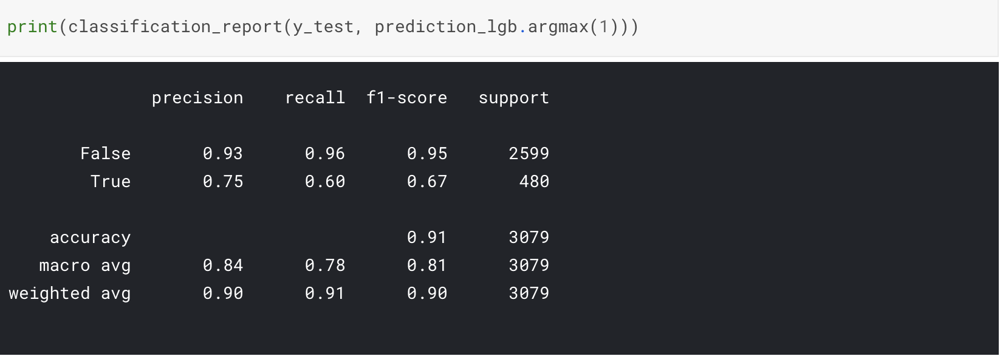 print(classification_report(y_test, prediction_lgb.argmax(1)))
precision recall f1-score support
False 0.93 0.96 0.95 2599
True 0.75 0.60 0.67 480
accuracy 0.91 3079
macro avg 0.84 0.78 0.81 3079
weighted avg 0.90 0.91 0.90 3079